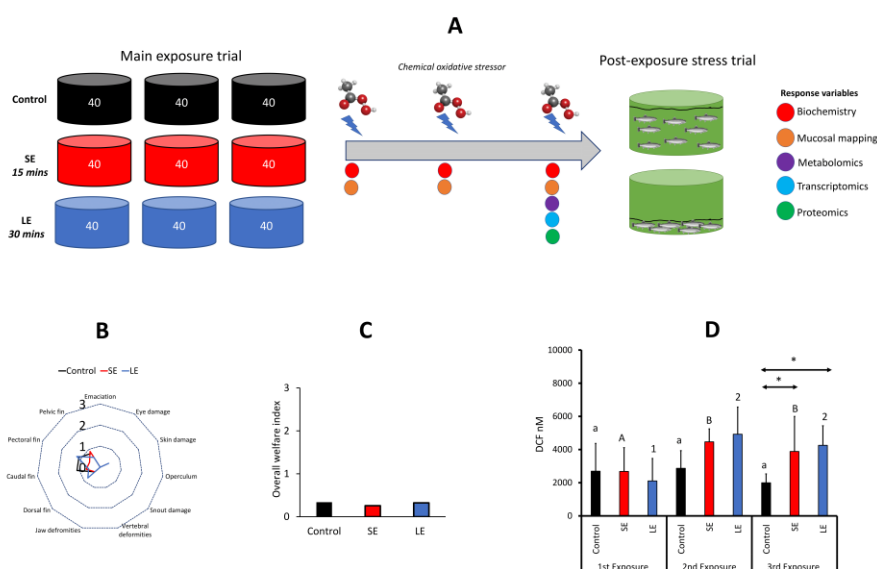 A
Main exposure trial
Chemical oxidative stressor
Post-exposure stress trial
Control
40 40 40
SE
15 mins
40 40 40
LE
30 mins
40 40 40
Response variables
Biochemistry
Mucosal mapping
Metabolomics
Transcriptomics
Proteomics
B
Control SE LE
Emaciation
Eye damage
Skin damage
Operculum
Snout damage
Vertebral
deformities
Jaw defromities
Dorsal fin
Caudal fin
Pectoral fin
Pelvic fin
3
2
1
0
C
Overall welfare index
3
2
1
0
Control SE LE
D
DCF nM
10000
8000
6000
4000
2000
0
a A 1 a B 2 a B 2
*
*
Control SE LE Control SE LE Control SE LE
1st Exposure 2nd Exposure 3rd Exposure